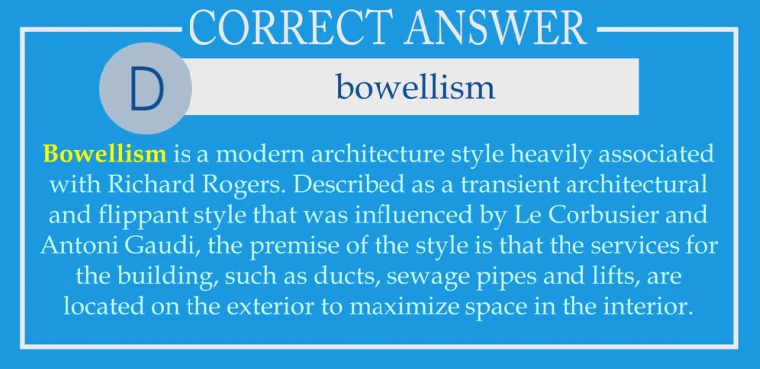 CORRECT ANSWER
D bowellism
Bowellism is a modern architecture style heavily associated
with Richard Rogers. Described as a transient architectural
and flippant style that was influenced by Le Corbusier and
Antoni Gaudi, the premise of the style is that the services for
the building, such as ducts, sewage pipes and lifts, are
located on the exterior to maximize space in the interior.